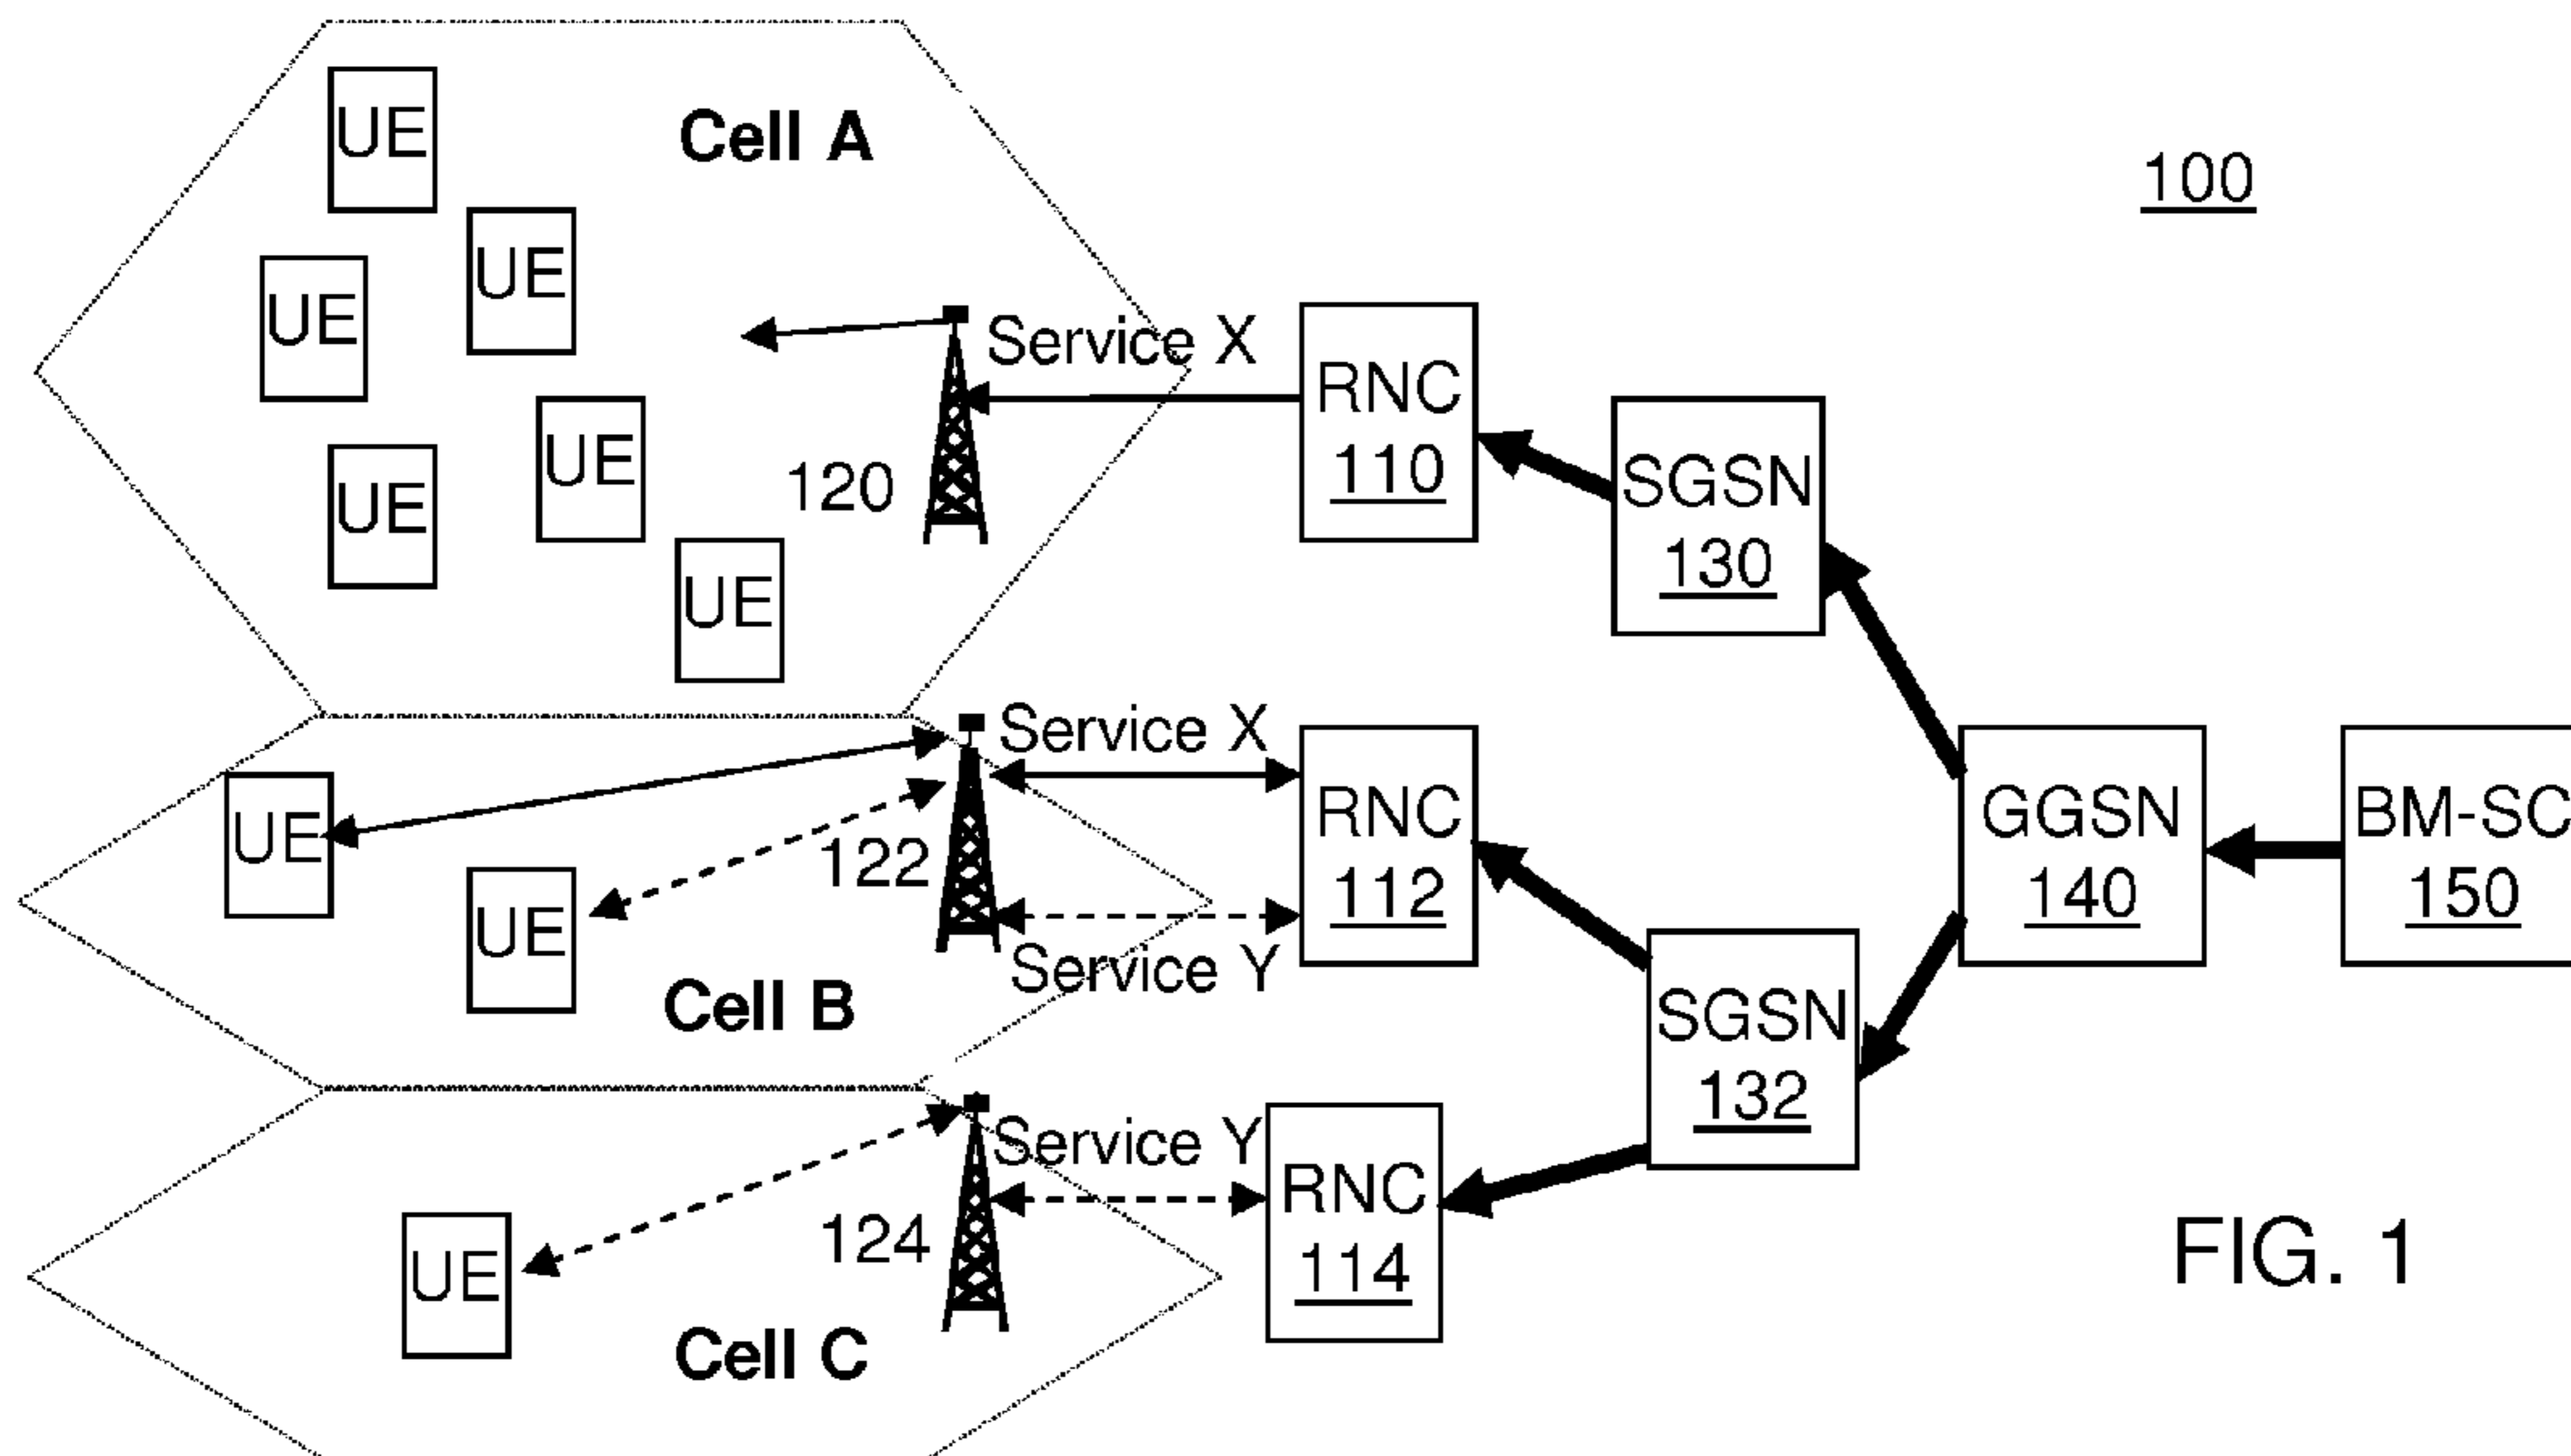 UE
Cell A
100
UE
UE
Service X
RNC
110
UE
SGSN
130
120
UE
UE
Service X
UE
RNC
112
122
GGSN
140
BM-SC
150
UE
Service Y
Cell B
SGSN
132
Service Y
RNC
114
124
UE
Cell C
FIG. 1